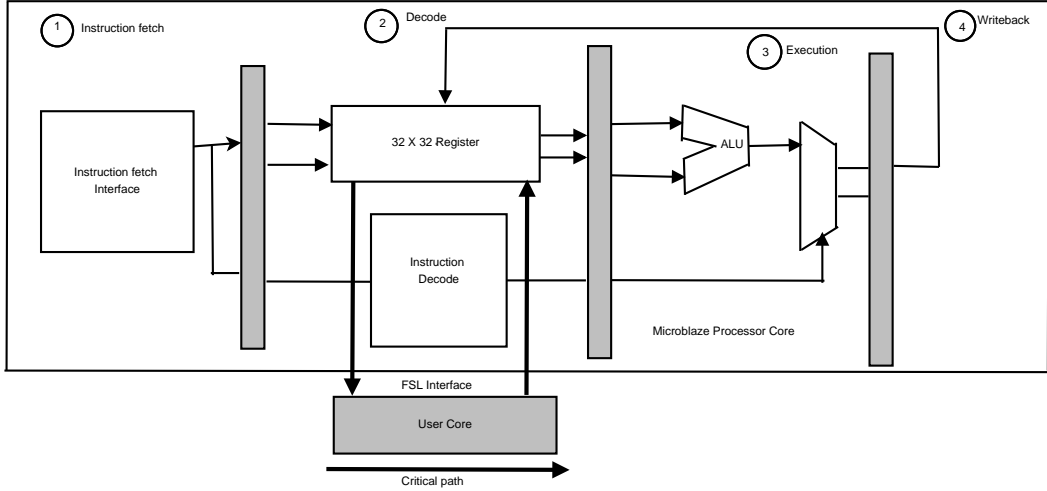 1
Instruction fetch
2
Decode
3
Execution
4
Writeback
Instruction fetch
Interface
32 X 32 Register
ALU
Instruction
Decode
Microblaze Processor Core
FSL Interface
User Core
Critical path